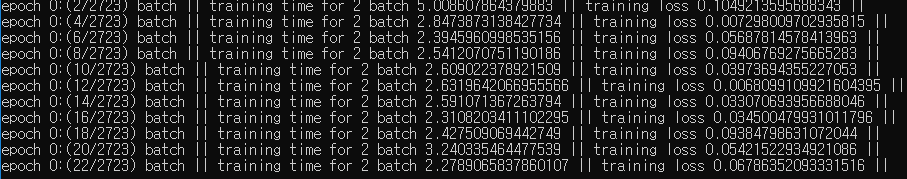 epoch 0:(2/2723) batch || training time for 2 batch 5.008607864379883 || training loss 0.1049213595688343 ||
epoch 0:(4/2723) batch || training time for 2 batch 2.8473873138427734 || training loss 0.007298009702935815 ||
epoch 0:(6/2723) batch || training time for 2 batch 2.3945960998535156 || training loss 0.056878145784139633 ||
epoch 0:(8/2723) batch || training time for 2 batch 2.5412070751190186 || training loss 0.09406769275665283 ||
epoch 0:(10/2723) batch || training time for 2 batch 2.609022378921509 || training loss 0.03973694355227053 ||
epoch 0:(12/2723) batch || training time for 2 batch 2.6319642066955566 || training loss 0.0068099109921604395 ||
epoch 0:(14/2723) batch || training time for 2 batch 2.591071367263794 || training loss 0.033070693956688046 ||
epoch 0:(16/2723) batch || training time for 2 batch 2.3108203411102295 || training loss 0.034500479931011796 ||
epoch 0:(18/2723) batch || training time for 2 batch 2.427509069442749 || training loss 0.09384798631072044 ||
epoch 0:(20/2723) batch || training time for 2 batch 3.240335464477539 || training loss 0.05421522934921086 ||
epoch 0:(22/2723) batch || training time for 2 batch 2.2789065837860107 || training loss 0.06786352093331516 ||